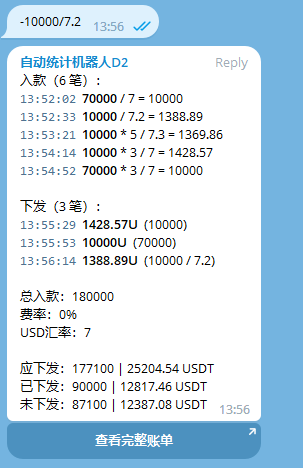 -10000/7.2 13:56
自动统计机器人D2 Reply
入款（6 笔）：
13:52:02 70000 / 7 = 10000
13:52:33 10000 / 7.2 = 1388.89
13:53:21 10000 * 5 / 7.3 = 1369.86
13:54:14 10000 * 3 / 7 = 1428.57
13:54:52 70000 * 3 / 7 = 10000
下发（3 笔）：
13:55:29 1428.57U (10000)
13:55:53 10000U (70000)
13:56:14 1388.89U (10000 / 7.2)
总入款：180000
费率：0%
USD汇率：7
应下发：177100 | 25204.54 USDT
已下发：90000 | 12817.46 USDT
未下发：87100 | 12387.08 USDT 13:56
查看完整账单